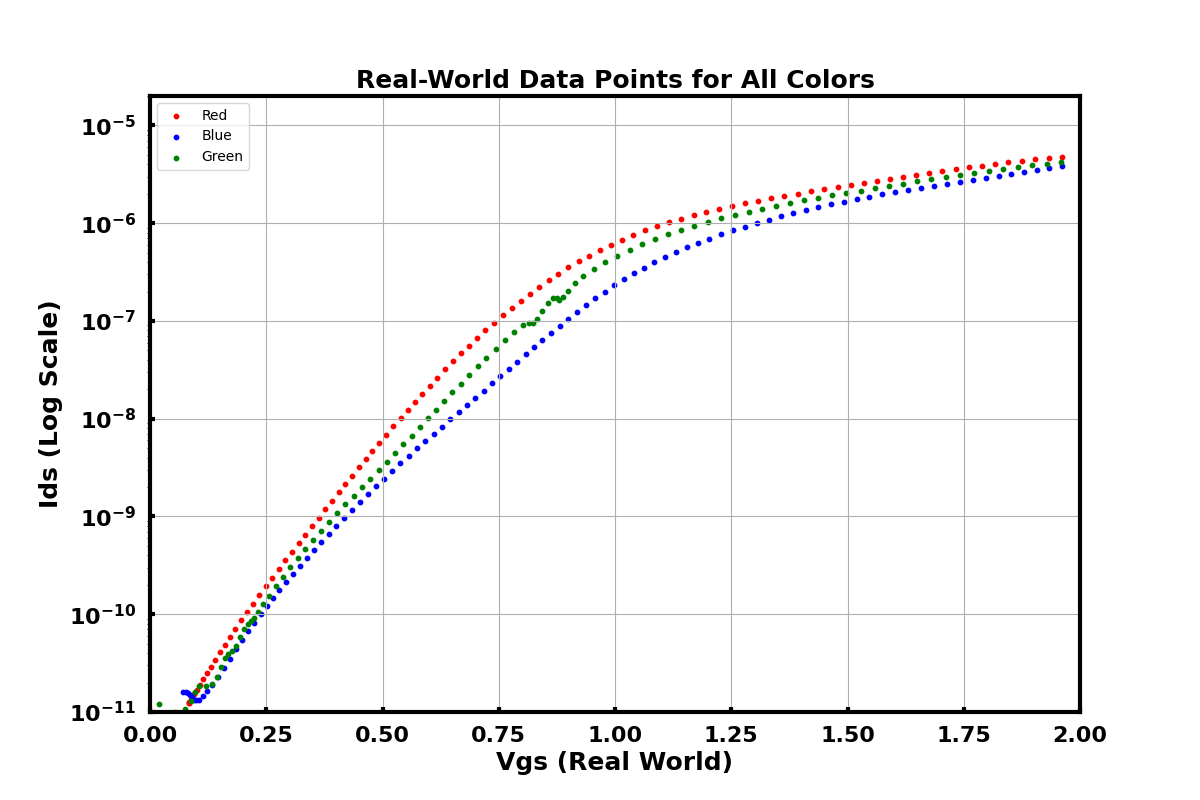 Real-World Data Points for All Colors
Red
Blue
Green
10⁻⁵
10⁻⁶
10⁻⁷
10⁻⁸
10⁻⁹
10⁻¹⁰
10⁻¹¹
Ids (Log Scale)
0.00 0.25 0.50 0.75 1.00 1.25 1.50 1.75 2.00
Vgs (Real World)